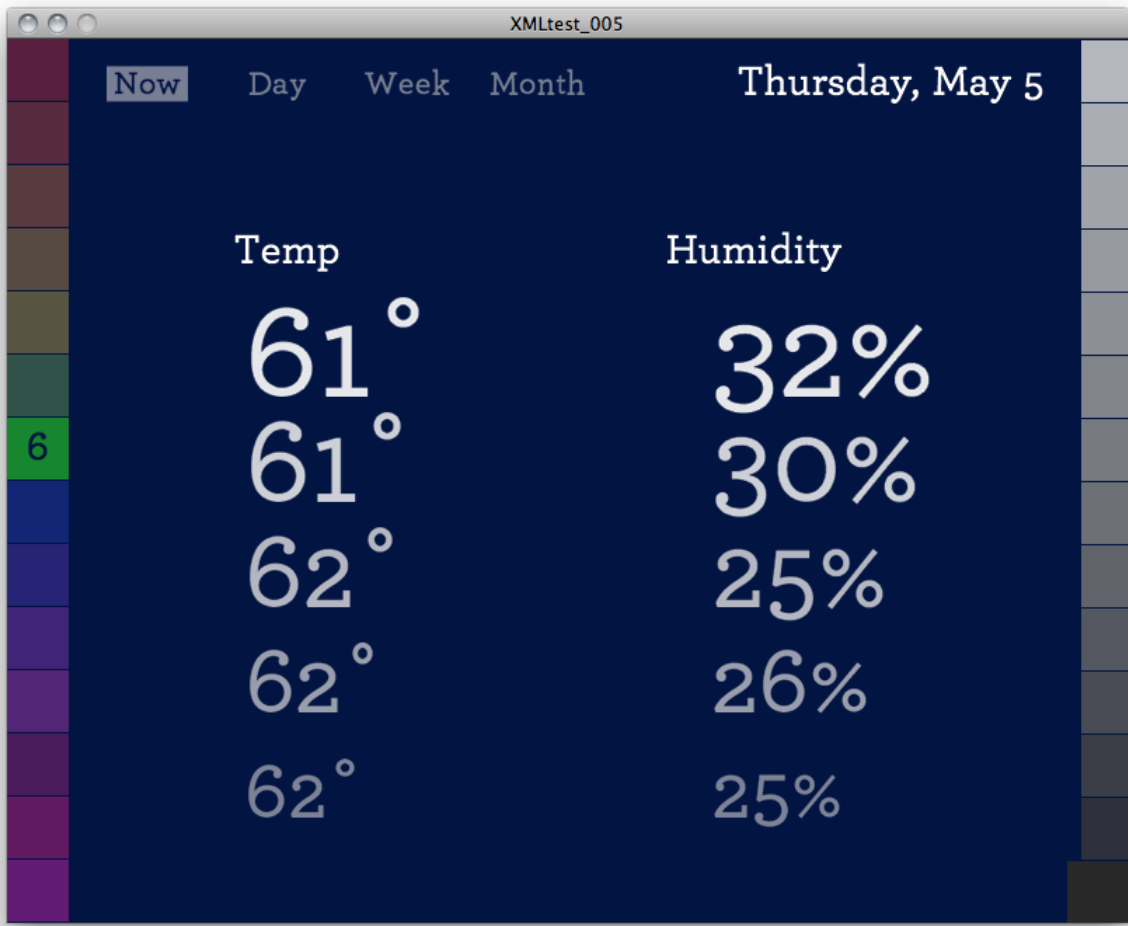 XMLtest_005
Now Day Week Month Thursday, May 5
Temp Humidity
61° 32%
61° 30%
6
62° 25%
62° 26%
62° 25%